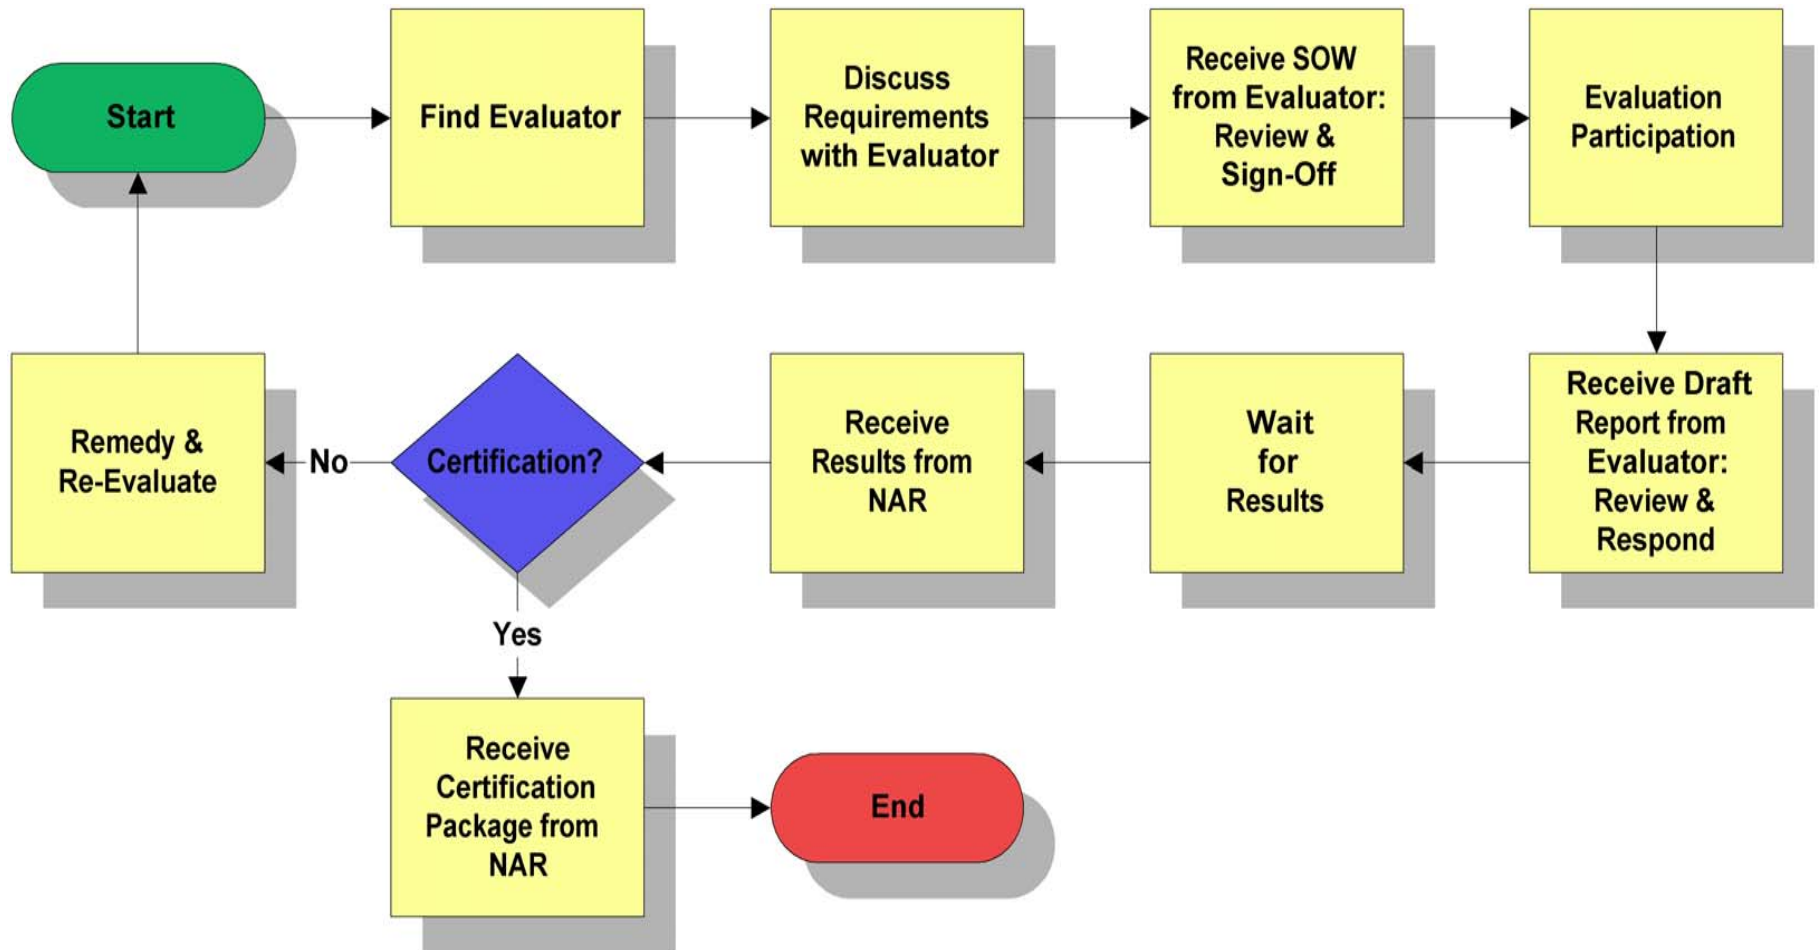 Start
Find Evaluator
Discuss
Requirements
with Evaluator
Receive SOW
from Evaluator:
Review &
Sign-Off
Evaluation
Participation
Receive Draft
Report from
Evaluator:
Review &
Respond
Wait
for
Results
Receive
Results from
NAR
Certification?
No
Remedy &
Re-Evaluate
Yes
Receive
Certification
Package from
NAR
End